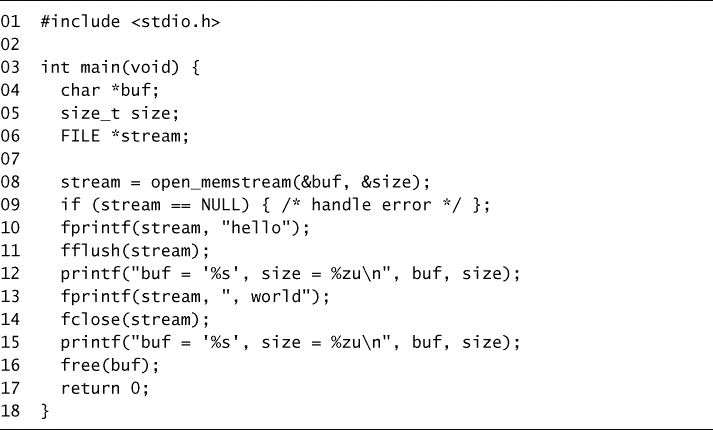 01 #include <stdio.h>
02
03 int main(void) {
04   char *buf;
05   size_t size;
06   FILE *stream;
07
08   stream = open_memstream(&buf, &size);
09   if (stream == NULL) { /* handle error */ };
10   fprintf(stream, "hello");
11   fflush(stream);
12   printf("buf = '%s', size = %zu\n", buf, size);
13   fprintf(stream, ", world");
14   fclose(stream);
15   printf("buf = '%s', size = %zu\n", buf, size);
16   free(buf);
17   return 0;
18 }